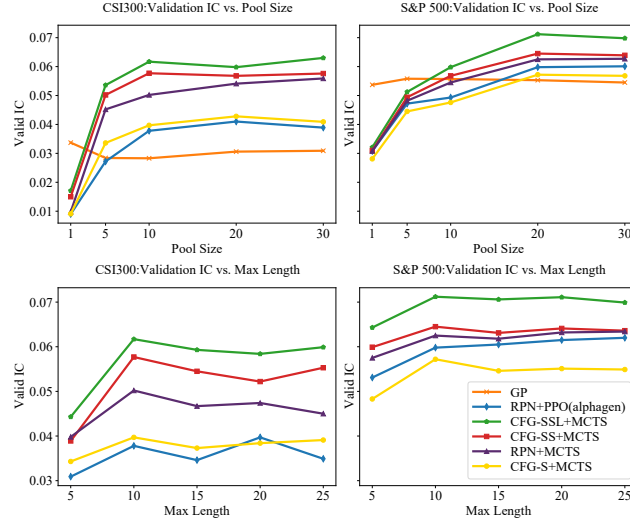 CSI300:Validation IC vs. Pool Size
S&P 500:Validation IC vs. Pool Size
Valid IC
0.07
0.06
0.05
0.04
0.03
0.02
0.01
1 5 10 20 30
Pool Size
Valid IC
1 5 10 20 30
Pool Size
CSI300:Validation IC vs. Max Length
S&P 500:Validation IC vs. Max Length
Valid IC
0.07
0.06
0.05
0.04
0.03
5 10 15 20 25
Max Length
Valid IC
GP
RPN+PPO(alphagen)
CFG-SSL+MCTS
CFG-SS+MCTS
RPN+MCTS
CFG-S+MCTS
5 10 15 20 25
Max Length